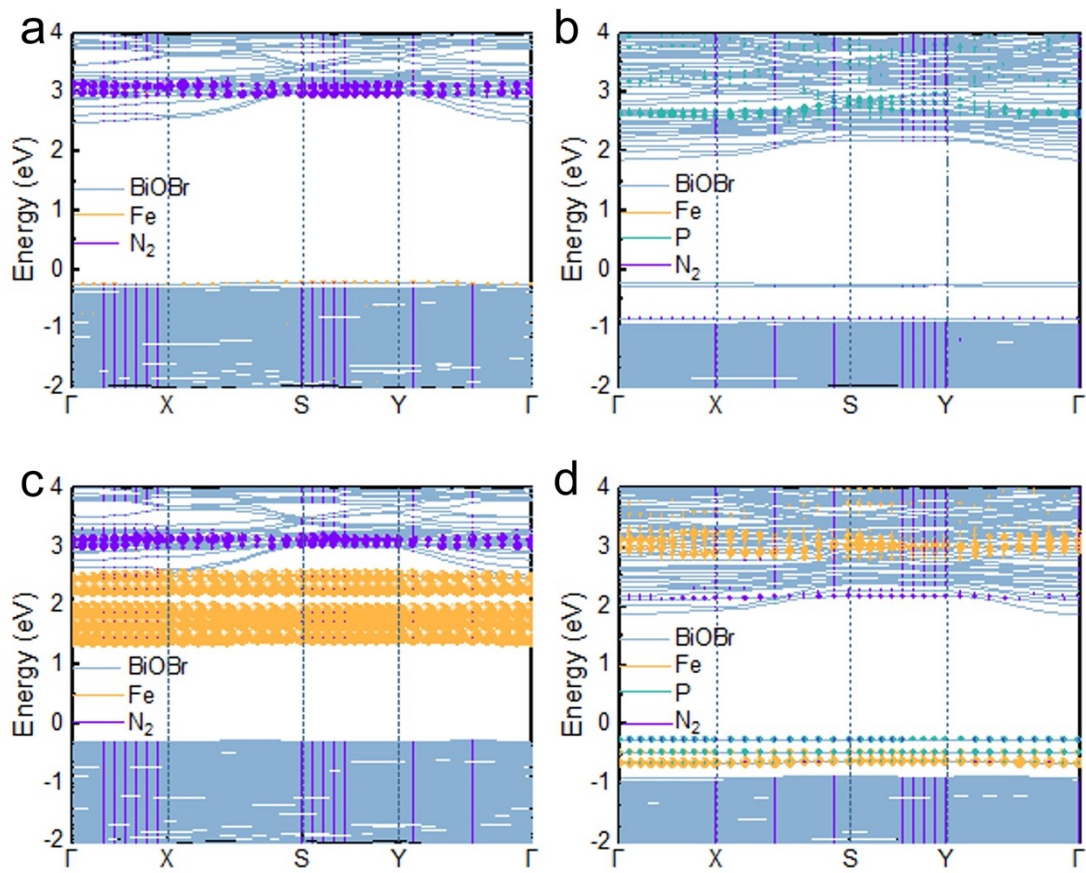 a
Energy (eV)
4
3
2
1
0
-1
-2
BiOBr
Fe
N₂
Γ X S Y Γ
b
Energy (eV)
4
3
2
1
0
-1
-2
BiOBr
Fe
P
N₂
Γ X S Y Γ
c
Energy (eV)
4
3
2
1
0
-1
-2
BiOBr
Fe
N₂
Γ X S Y Γ
d
Energy (eV)
4
3
2
1
0
-1
-2
BiOBr
Fe
P
N₂
Γ X S Y Γ